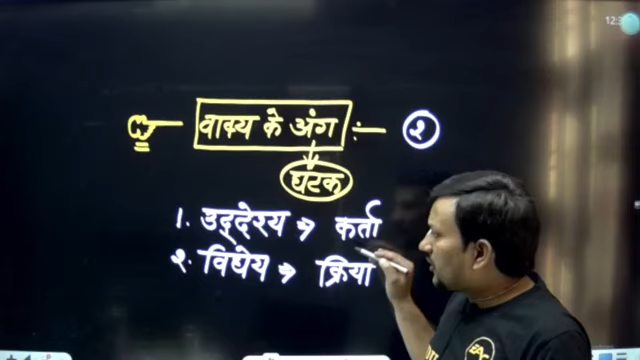 वाक्य के अंग :— २
घटक
१. उद्देश्य → कर्ता
२. विधेय → क्रिया